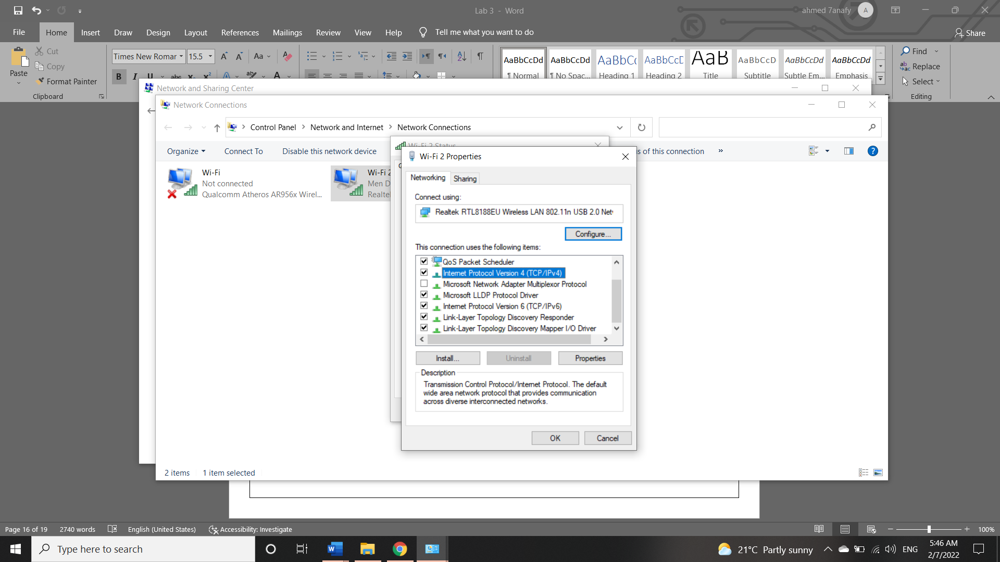 Lab 3 - Word
ahmed 7anafy
A
File Home Insert Draw Design Layout References Mailings Review View Help Tell me what you want to do
Share
Paste
Cut
Copy
Format Painter
Clipboard
Times New Roman 15.5
B I U abc
AaBbCcDd AaBbCcDd AaBbCc AaBbCcD AaB AaBbCcD AaBbCcDd AaBbCcDd
¶ Normal ¶ No Spac... Heading 1 Heading 2 Title Subtitle Subtle Em... Emphasis
Find
Replace
Select
Editing
Network and Sharing Center
Network Connections
Control Panel > Network and Internet > Network Connections
Organize Connect To Disable this network device
s of this connection »
Wi-Fi
Not connected
Qualcomm Atheros AR956x Wirel...
Wi-Fi 2
Men D
Realte
Wi-Fi 2 Status
Wi-Fi 2 Properties
Networking Sharing
Connect using:
Realtek RTL8188EU Wireless LAN 802.11n USB 2.0 Net
Configure...
This connection uses the following items:
QoS Packet Scheduler
Internet Protocol Version 4 (TCP/IPv4)
Microsoft Network Adapter Multiplexor Protocol
Microsoft LLDP Protocol Driver
Internet Protocol Version 6 (TCP/IPv6)
Link-Layer Topology Discovery Responder
Link-Layer Topology Discovery Mapper I/O Driver
Install... Uninstall Properties
Description
Transmission Control Protocol/Internet Protocol. The default
wide area network protocol that provides communication
across diverse interconnected networks.
OK Cancel
2 items 1 item selected
Page 16 of 19 2740 words English (United States) Accessibility: Investigate
100%
Type here to search
21°C Partly sunny
ENG
5:46 AM
2/7/2022